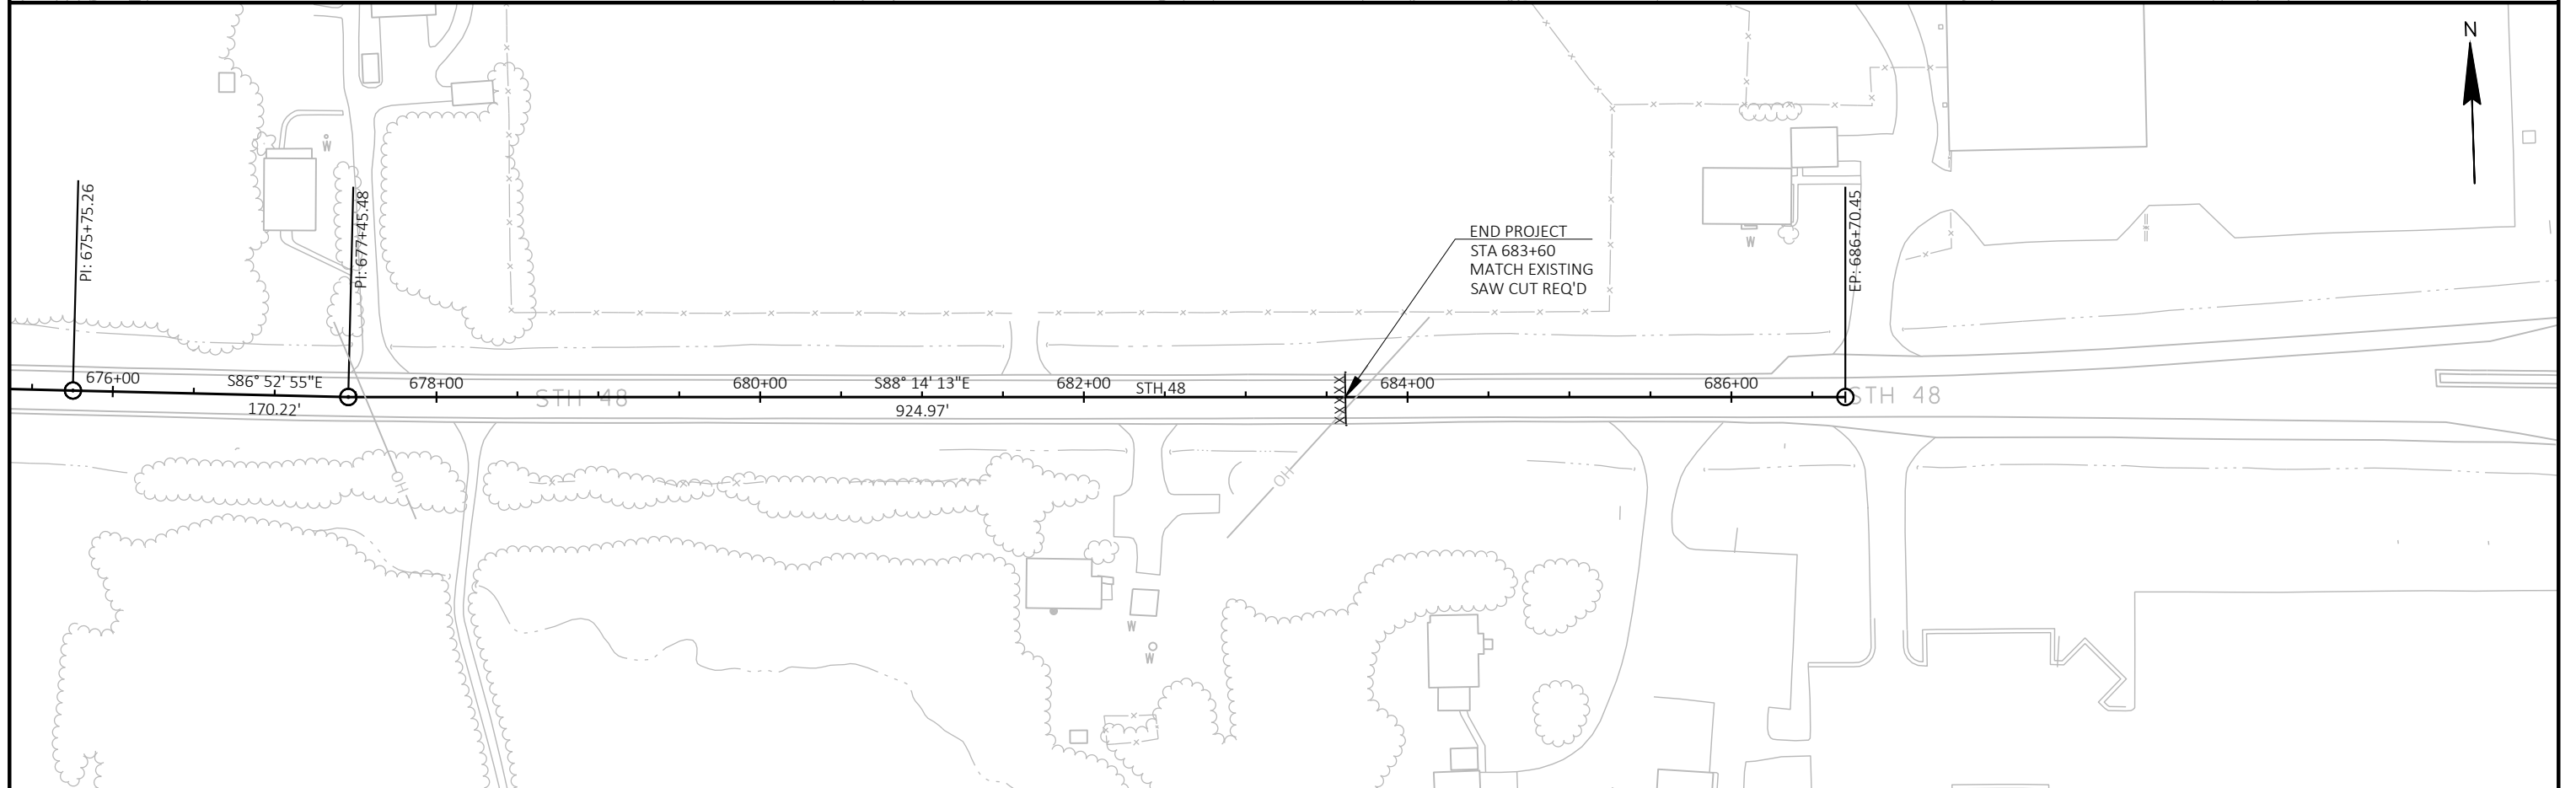 N
PI: 675+75.26
PI: 677+45.48
END PROJECT
STA 683+60
MATCH EXISTING
SAW CUT REQ'D
EP: 686+70.45
W
W
676+00
S86° 52' 55"E
170.22'
678+00
STH 48
680+00
S88° 14' 13"E
924.97'
682+00
STH 48
684+00
686+00
STH 48
OH
OH
W
W